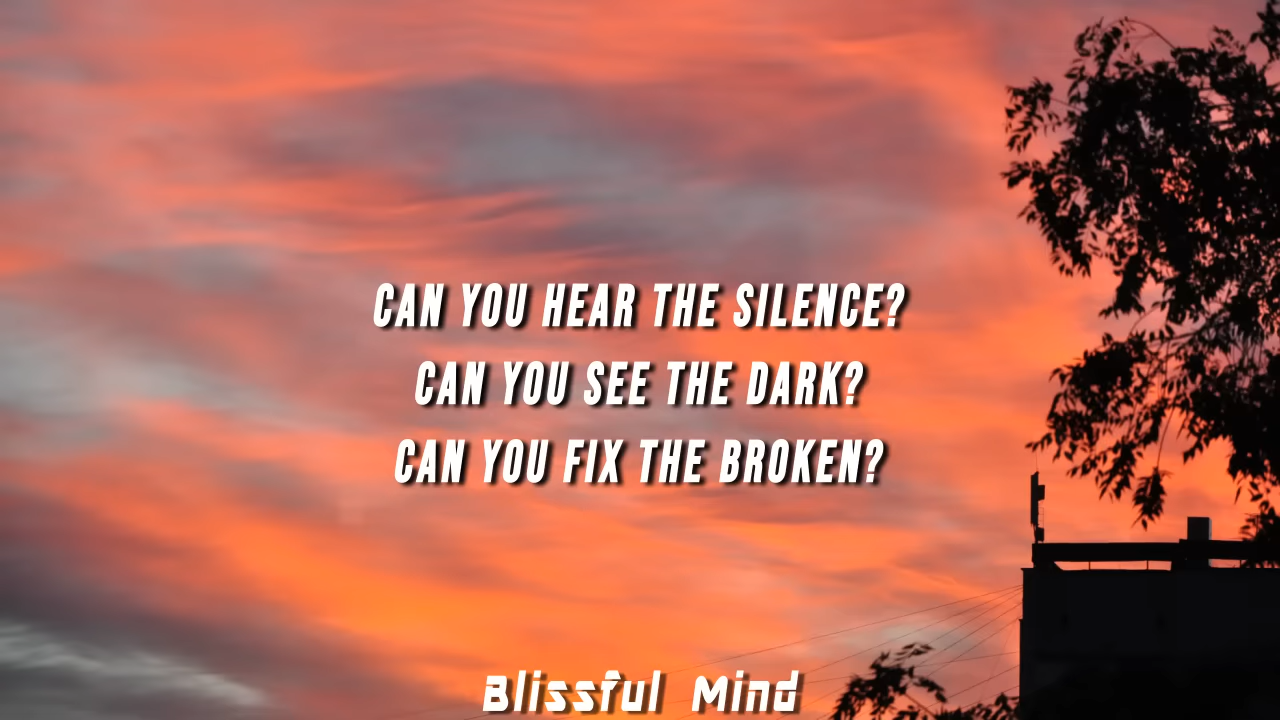 CAN YOU HEAR THE SILENCE?
CAN YOU SEE THE DARK?
CAN YOU FIX THE BROKEN?
Blissful Mind